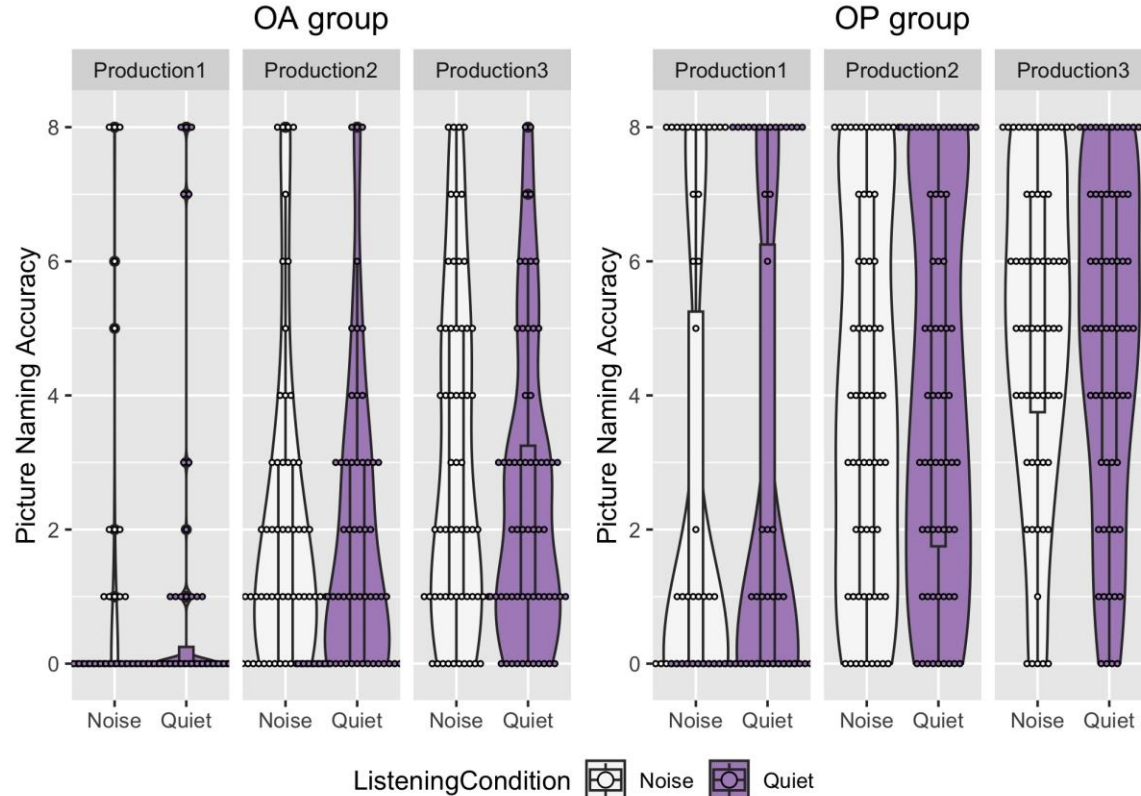 OA group
Production1 Production2 Production3
Picture Naming Accuracy
8
6
4
2
0
Noise Quiet Noise Quiet Noise Quiet
OP group
Production1 Production2 Production3
Picture Naming Accuracy
8
6
4
2
0
Noise Quiet Noise Quiet Noise Quiet
ListeningCondition Noise Quiet